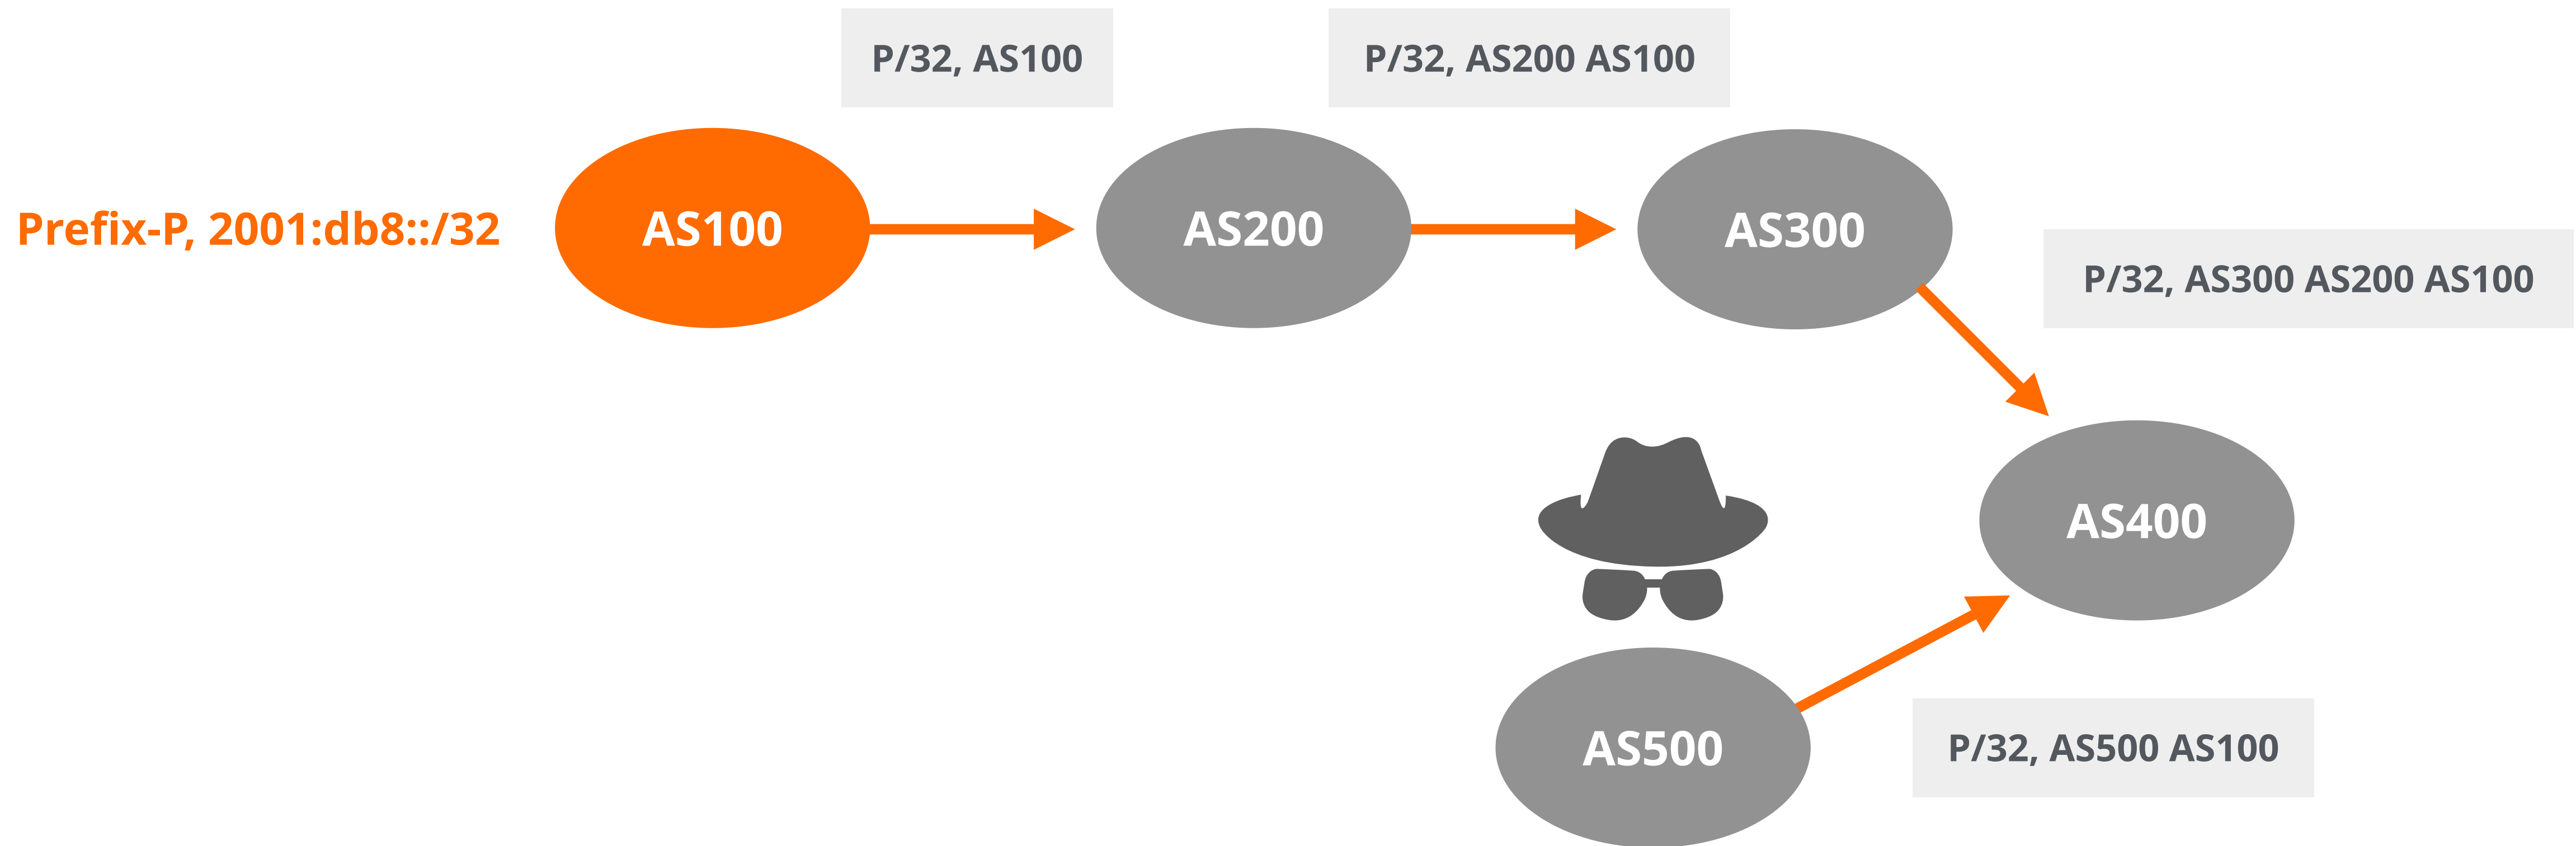 P/32, AS100
P/32, AS200 AS100
Prefix-P, 2001:db8::/32
AS100
AS200
AS300
P/32, AS300 AS200 AS100
AS400
AS500
P/32, AS500 AS100